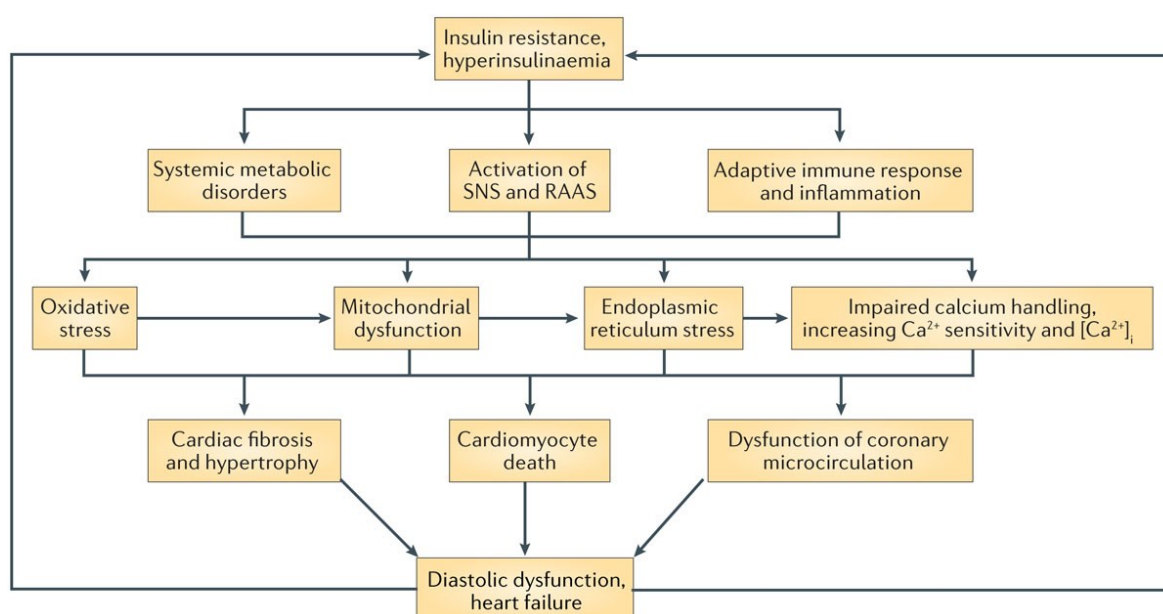 Insulin resistance,
hyperinsulinaemia
Systemic metabolic
disorders
Activation of
SNS and RAAS
Adaptive immune response
and inflammation
Oxidative
stress
Mitochondrial
dysfunction
Endoplasmic
reticulum stress
Impaired calcium handling,
increasing Ca²⁺ sensitivity and [Ca²⁺]ᵢ
Cardiac fibrosis
and hypertrophy
Cardiomyocyte
death
Dysfunction of coronary
microcirculation
Diastolic dysfunction,
heart failure